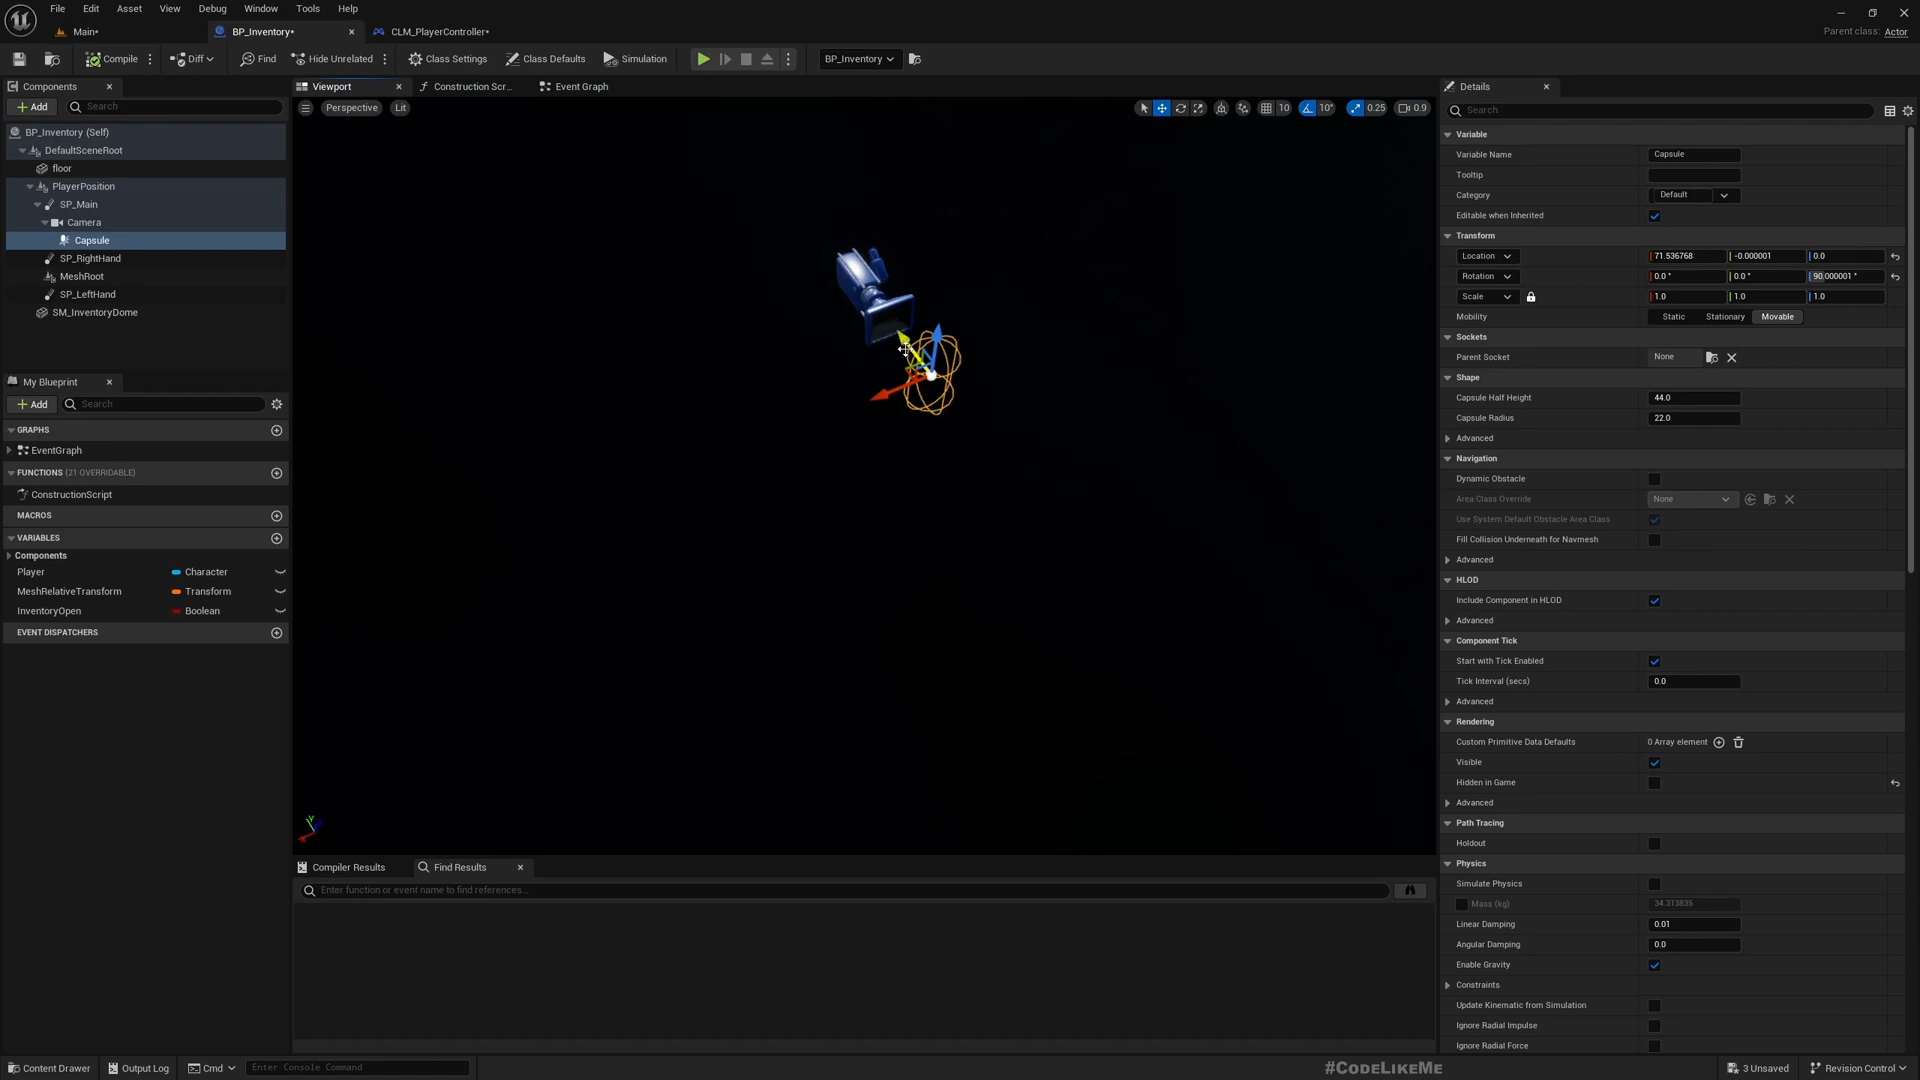 File Edit Asset View Debug Window Tools Help
Main* BP_Inventory* CLM_PlayerController*
Parent class: Actor
Compile Diff Find Hide Unrelated Class Settings Class Defaults Simulation BP_Inventory
Components
Add Search
BP_Inventory (Self)
DefaultSceneRoot
floor
PlayerPosition
SP_Main
Camera
Capsule
SP_RightHand
MeshRoot
SP_LeftHand
SM_InventoryDome
My Blueprint
Add Search
GRAPHS
EventGraph
FUNCTIONS (21 OVERRIDABLE)
ConstructionScript
MACROS
VARIABLES
Components
Player Character
MeshRelativeTransform Transform
InventoryOpen Boolean
EVENT DISPATCHERS
Viewport Construction Scr... Event Graph
Perspective Lit
10 10° 0.25 0.9
Compiler Results Find Results
Enter function or event name to find references...
Details
Search
Variable
Variable Name Capsule
Tooltip
Category Default
Editable when Inherited
Transform
Location 71.536768 -0.000001 0.0
Rotation 0.0 ° 0.0 ° 90.000001 °
Scale 1.0 1.0 1.0
Mobility Static Stationary Movable
Sockets
Parent Socket None
Shape
Capsule Half Height 44.0
Capsule Radius 22.0
Advanced
Navigation
Dynamic Obstacle
Area Class Override None
Use System Default Obstacle Area Class
Fill Collision Underneath for Navmesh
Advanced
HLOD
Include Component in HLOD
Advanced
Component Tick
Start with Tick Enabled
Tick Interval (secs) 0.0
Advanced
Rendering
Custom Primitive Data Defaults 0 Array element
Visible
Hidden in Game
Advanced
Path Tracing
Holdout
Physics
Simulate Physics
Mass (kg) 34.313835
Linear Damping 0.01
Angular Damping 0.0
Enable Gravity
Constraints
Update Kinematic from Simulation
Ignore Radial Impulse
Ignore Radial Force
Content Drawer Output Log Cmd Enter Console Command
#CODELIKEME
3 Unsaved Revision Control